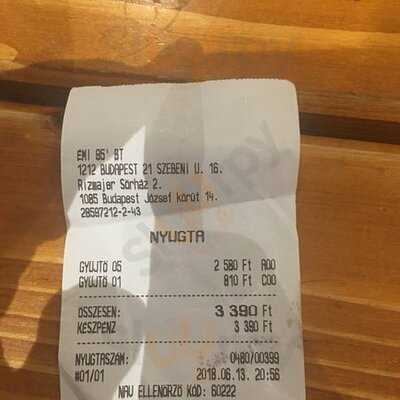 ÉMI 85' BT
1212 BUDAPEST 21 SZEBENI U. 16.
Rizmajer Sörház 2.
1085 Budapest József körút 14.
28597212-2-43
NYUGTA
GYŰJTŐ 05 2 580 Ft A00
GYŰJTŐ 01 810 Ft C00
ÖSSZESEN: 3 390 Ft
KÉSZPÉNZ 3 390 Ft
NYUGTASZÁM: 0480/00399
#01/01 2018.06.13. 20:56
NAV ELLENŐRZŐ KÓD: 60222